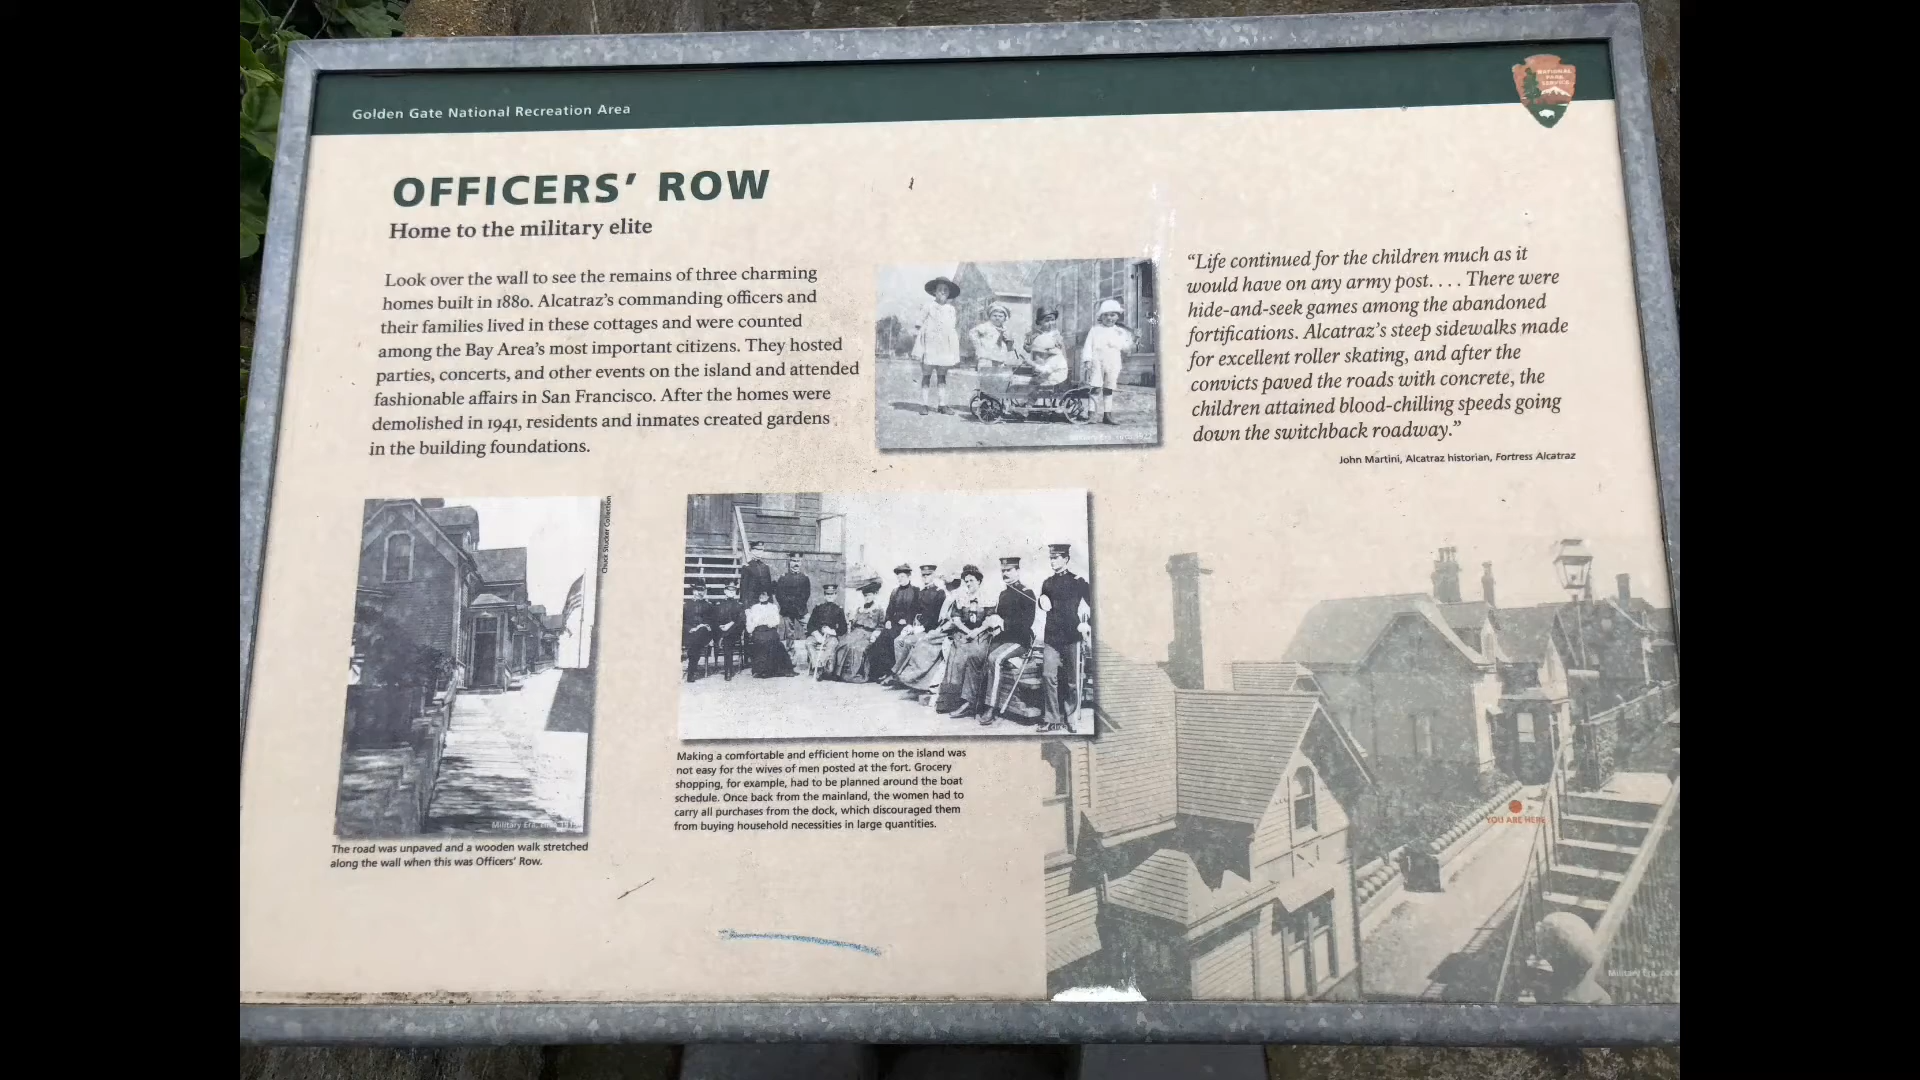 Golden Gate National Recreation Area
NATIONAL
PARK
SERVICE
OFFICERS’ ROW
Home to the military elite
Look over the wall to see the remains of three charming
homes built in 1880. Alcatraz’s commanding officers and
their families lived in these cottages and were counted
among the Bay Area’s most important citizens. They hosted
parties, concerts, and other events on the island and attended
fashionable affairs in San Francisco. After the homes were
demolished in 1941, residents and inmates created gardens
in the building foundations.
“Life continued for the children much as it
would have on any army post. . . . There were
hide-and-seek games among the abandoned
fortifications. Alcatraz’s steep sidewalks made
for excellent roller skating, and after the
convicts paved the roads with concrete, the
children attained blood-chilling speeds going
down the switchback roadway.”
John Martini, Alcatraz historian, Fortress Alcatraz
Chuck Stucker Collection
Military Era,
The road was unpaved and a wooden walk stretched
along the wall when this was Officers’ Row.
Making a comfortable and efficient home on the island was
not easy for the wives of men posted at the fort. Grocery
shopping, for example, had to be planned around the boat
schedule. Once back from the mainland, the women had to
carry all purchases from the dock, which discouraged them
from buying household necessities in large quantities.
YOU ARE HERE
Military Era,